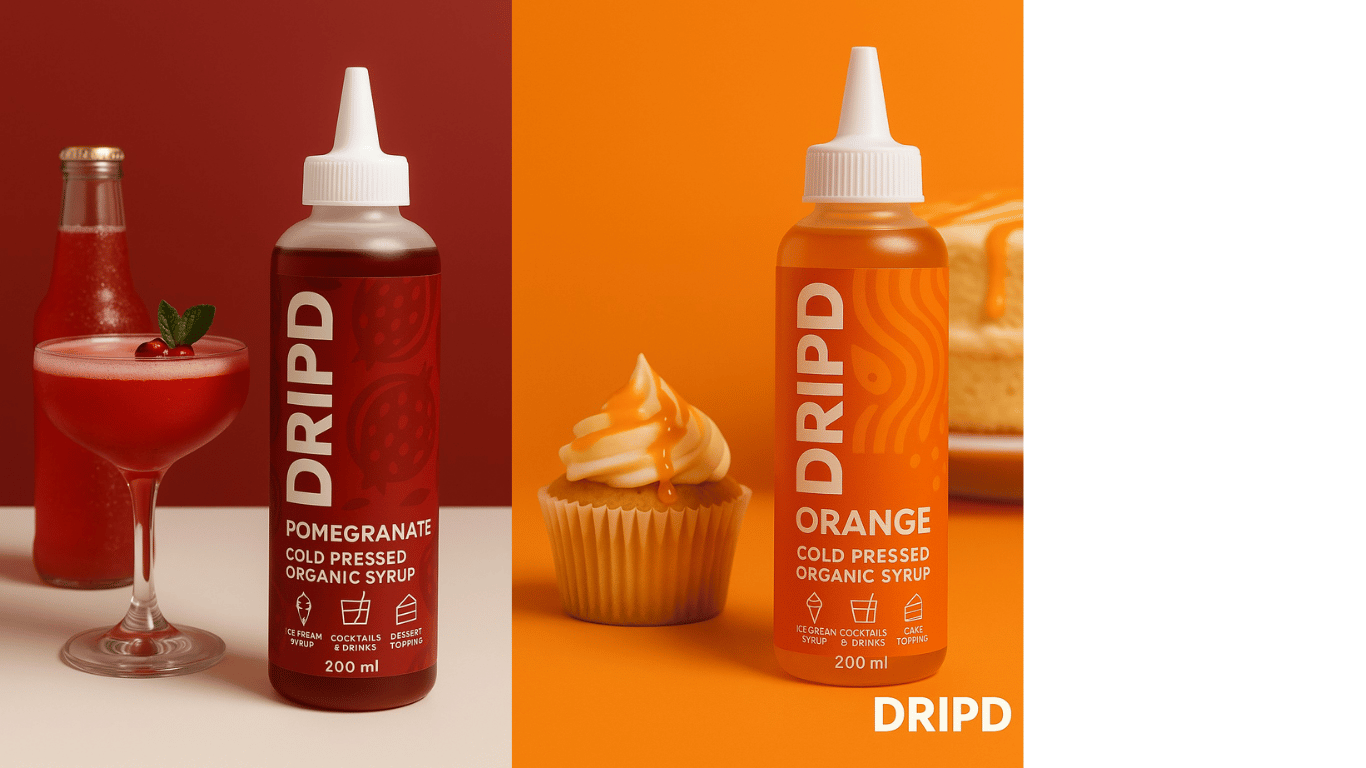 DRIPD
POMEGRANATE
COLD PRESSED
ORGANIC SYRUP
ICE FREAM
9VRUP
COCKTAILS
& DRINKS
DESSERT
TOPPING
200 ml
DRIPD
ORANGE
COLD PRESSED
ORGANIC SYRUP
ICE GREAN
SYRUP
COCKTAILS
& DRINKS
CAKE
TOPPING
200 ml
DRIPD